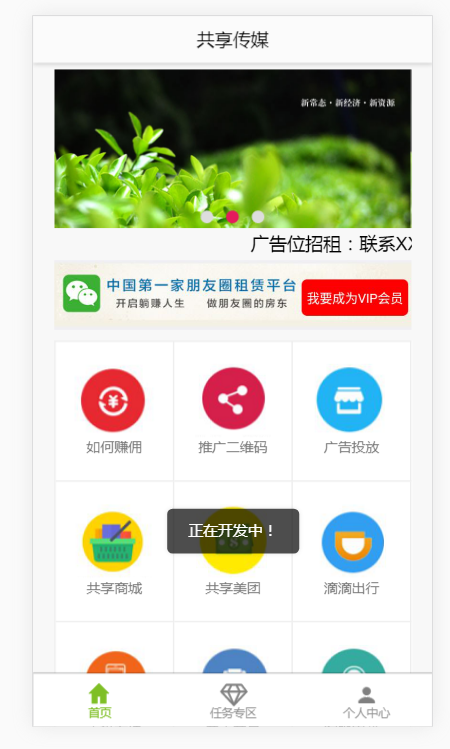 共享传媒
新常态·新经济·新资源
广告位招租：联系XX
中国第一家朋友圈租赁平台
开启躺赚人生 做朋友圈的房东
我要成为VIP会员
如何赚佣
推广二维码
广告投放
正在开发中！
共享商城
共享美团
滴滴出行
首页
任务专区
个人中心